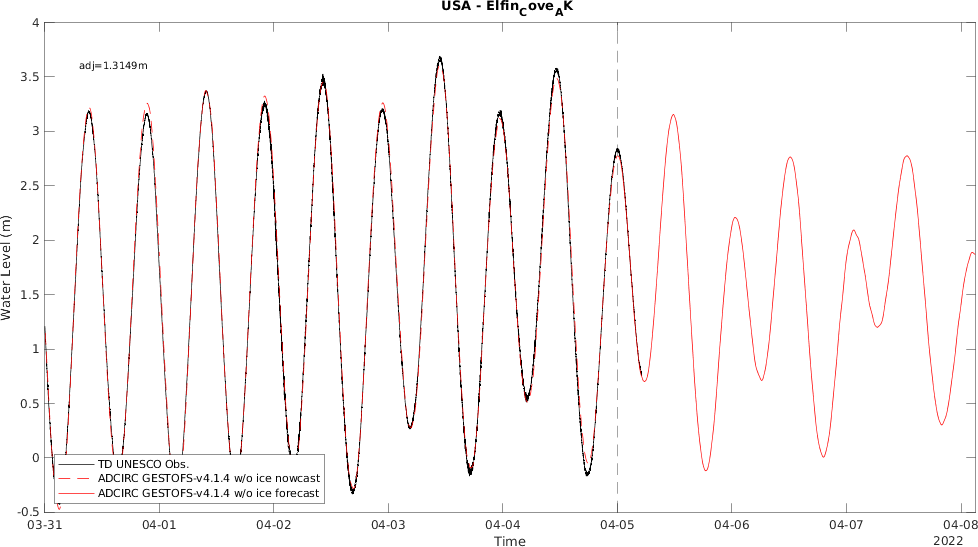 USA - Elfin_Cove_AK
adj=1.3149m
4
3.5
3
2.5
2
1.5
1
0.5
0
-0.5
Water Level (m)
TD UNESCO Obs.
ADCIRC GESTOFS-v4.1.4 w/o ice nowcast
ADCIRC GESTOFS-v4.1.4 w/o ice forecast
03-31 04-01 04-02 04-03 04-04 04-05 04-06 04-07 04-08
Time
2022